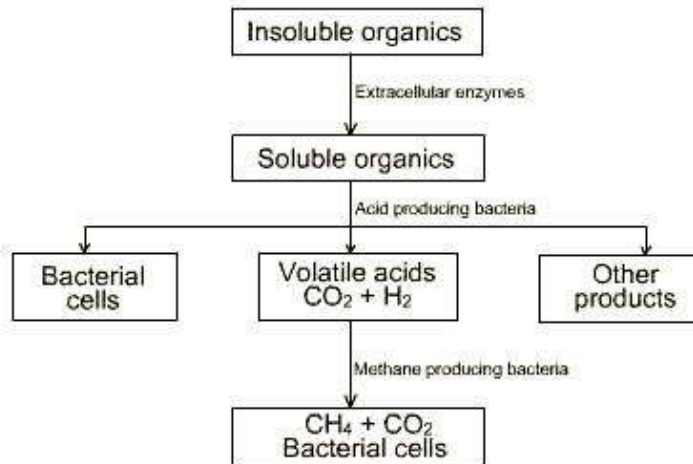 Insoluble organics
Extracellular enzymes
Soluble organics
Acid producing bacteria
Bacterial
cells
Volatile acids
CO₂ + H₂
Other
products
Methane producing bacteria
CH₄ + CO₂
Bacterial cells